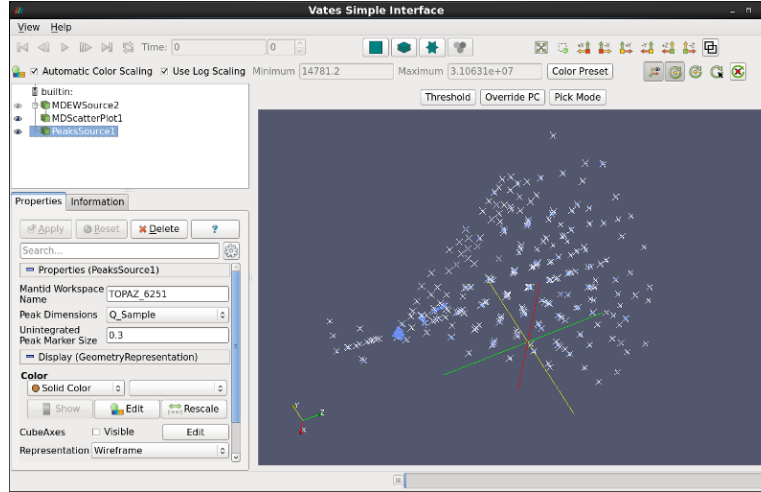 Vates Simple Interface
View Help
Time: 0 0
Automatic Color Scaling Use Log Scaling Minimum 14781.2 Maximum 3.10631e+07 Color Preset
Threshold Override PC Pick Mode
builtin:
MDEWSource2
MDScatterPlot1
PeaksSource1
Properties Information
Apply Reset Delete ?
Search...
Properties (PeaksSource1)
Mantid Workspace
Name
TOPAZ_6251
Peak Dimensions Q_Sample
Unintegrated
Peak Marker Size
0.3
Display (GeometryRepresentation)
Color
Solid Color
Show Edit Rescale
CubeAxes Visible Edit
Representation Wireframe
Y
Z
X